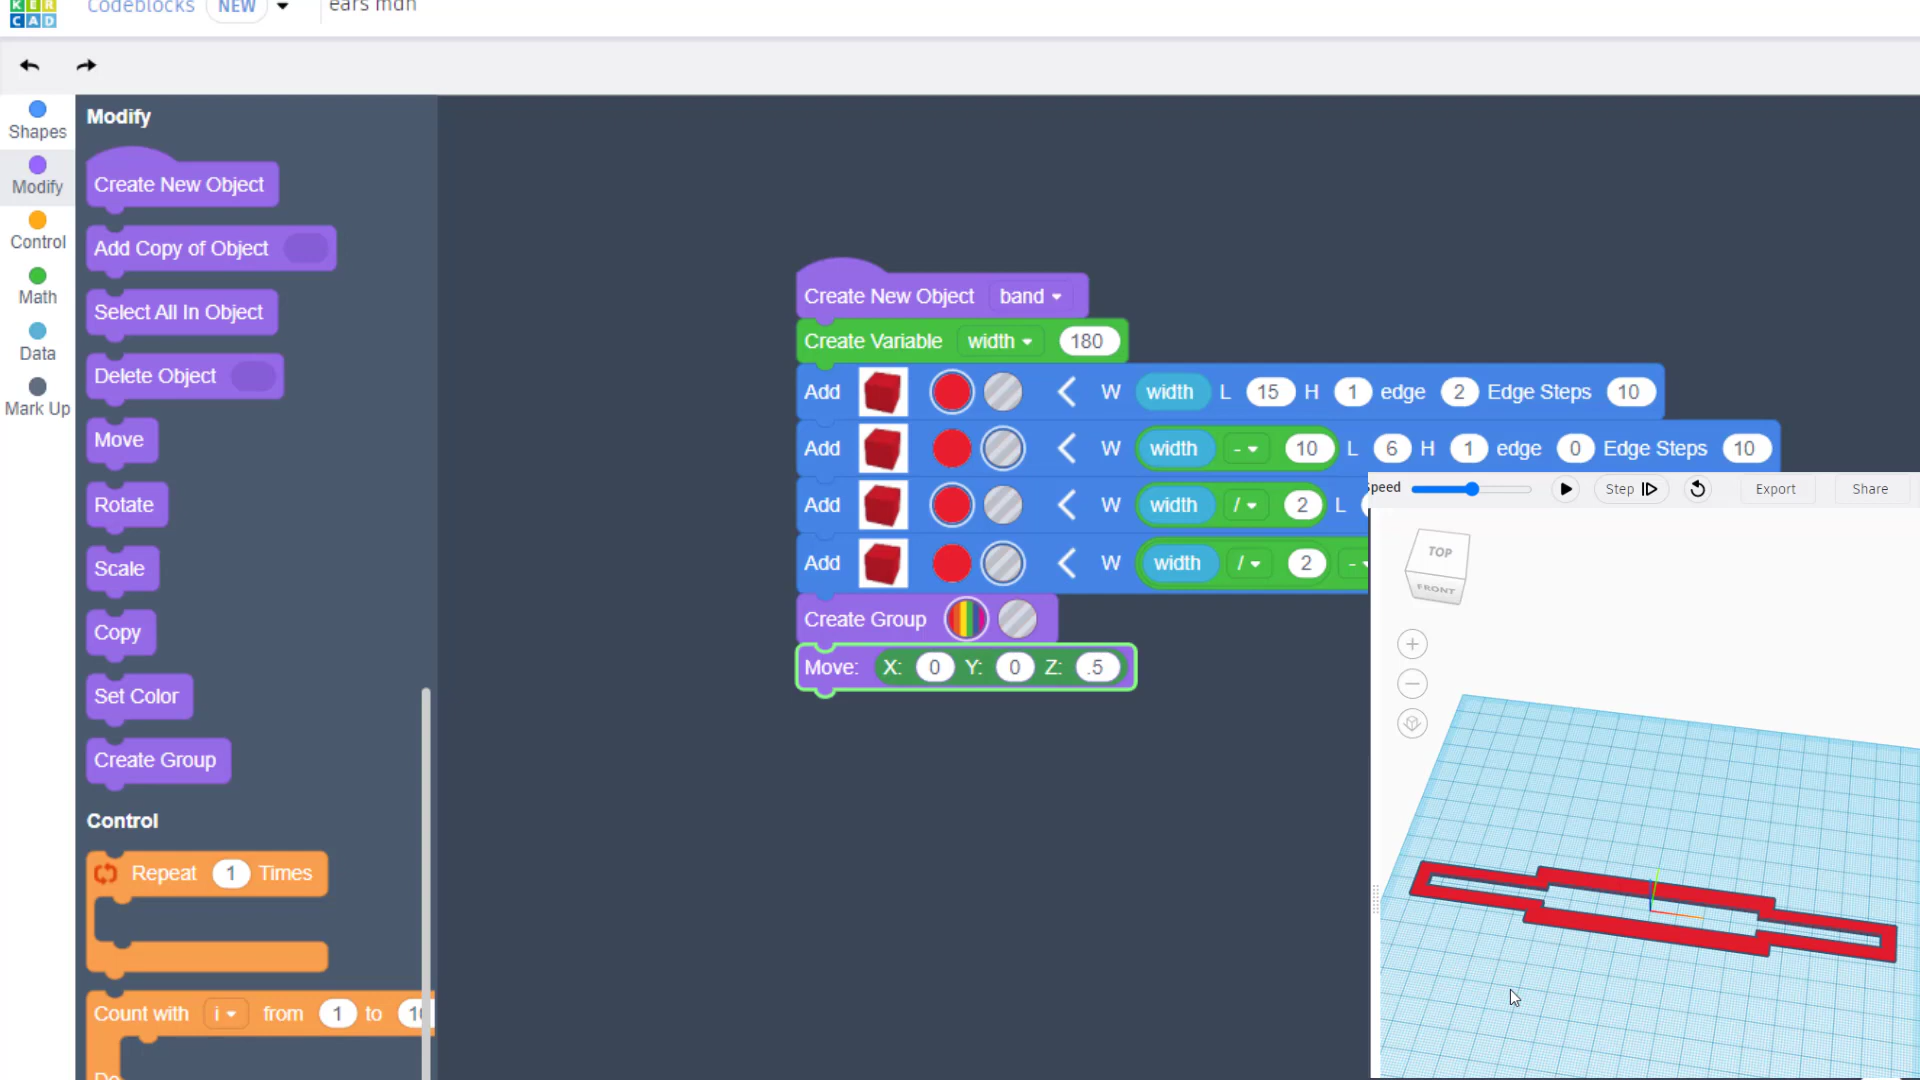 KER
CAD
Codeblocks NEW
ears mdn
Shapes
Modify
Control
Math
Data
Mark Up
Modify
Create New Object
Add Copy of Object
Select All In Object
Delete Object
Move
Rotate
Scale
Copy
Set Color
Create Group
Control
Repeat 1 Times
Count with i from 1 to
Create New Object band
Create Variable width 180
Add W width L 15 H 1 edge 2 Edge Steps 10
Add W width - 10 L 6 H 1 edge 0 Edge Steps 10
Add W width / 2 L
Add W width / 2 -
Create Group
Move: X: 0 Y: 0 Z: .5
Speed Step Export Share
TOP
FRONT